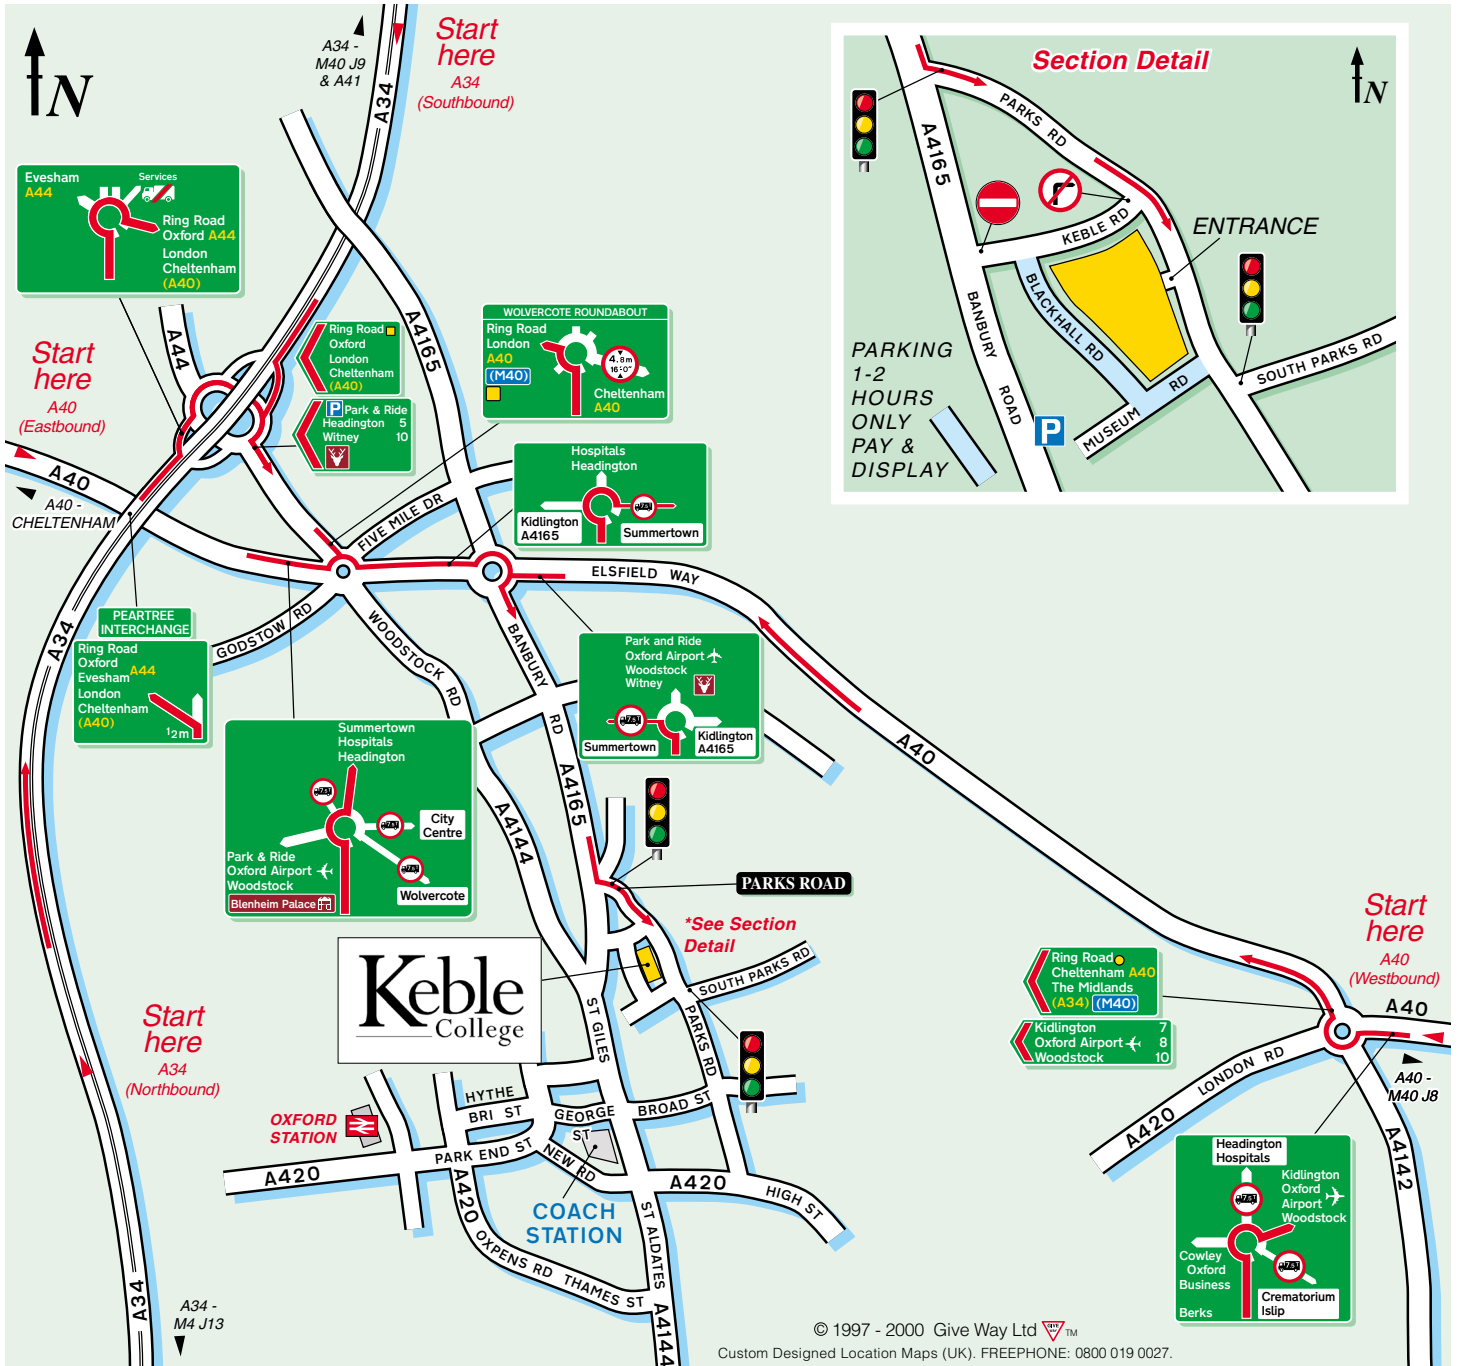 N
A34 -
M40 J9
& A41
Start
here
A34
(Southbound)
A34
Evesham
A44
Services
Ring Road
Oxford A44
London
Cheltenham
(A40)
A44
A4165
Start
here
A40
(Eastbound)
A40
A40 -
CHELTENHAM
Ring Road
Oxford
London
Cheltenham
(A40)
P Park & Ride
Headington 5
Witney 10
WOLVERCOTE ROUNDABOUT
Ring Road
London
A40
(M40)
4.8m
16'-0"
Cheltenham
A40
Hospitals
Headington
Kidlington
A4165
Summertown
FIVE MILE DR
ELSFIELD WAY
GODSTOW RD
WOODSTOCK RD
BANBURY
RD
PEARTREE
INTERCHANGE
Ring Road
Oxford
Evesham A44
London
Cheltenham
(A40)
1/2 m
A34
Park and Ride
Oxford Airport
Woodstock
Witney
Summertown
Kidlington
A4165
Summertown
Hospitals
Headington
City
Centre
Park & Ride
Oxford Airport
Woodstock
Blenheim Palace
Wolvercote
A4144
A4165
A40
PARKS ROAD
*See Section
Detail
Keble
College
SOUTH PARKS RD
PARKS RD
ST GILES
Start
here
A34
(Northbound)
A34
A34 -
M4 J13
OXFORD
STATION
HYTHE
BRI ST
GEORGE
ST
BROAD ST
PARK END ST
NEW RD
A420
A420
A420
HIGH ST
COACH
STATION
OXPENS RD
THAMES ST
ST ALDATES
A4144
Start
here
A40
(Westbound)
A40
A40 -
M40 J8
Ring Road
Cheltenham A40
The Midlands
(A34) (M40)
Kidlington 7
Oxford Airport 8
Woodstock 10
LONDON RD
A420
A4142
Headington
Hospitals
Kidlington
Oxford
Airport
Woodstock
Cowley
Oxford
Business
Berks
Crematorium
Islip
Section Detail
N
PARKS RD
A4165
KEBLE RD
ENTRANCE
BLACKHALL RD
BANBURY
ROAD
MUSEUM
RD
SOUTH PARKS RD
P
PARKING
1-2
HOURS
ONLY
PAY &
DISPLAY
© 1997 - 2000 Give Way Ltd GIVE WAY TM
Custom Designed Location Maps (UK). FREEPHONE: 0800 019 0027.